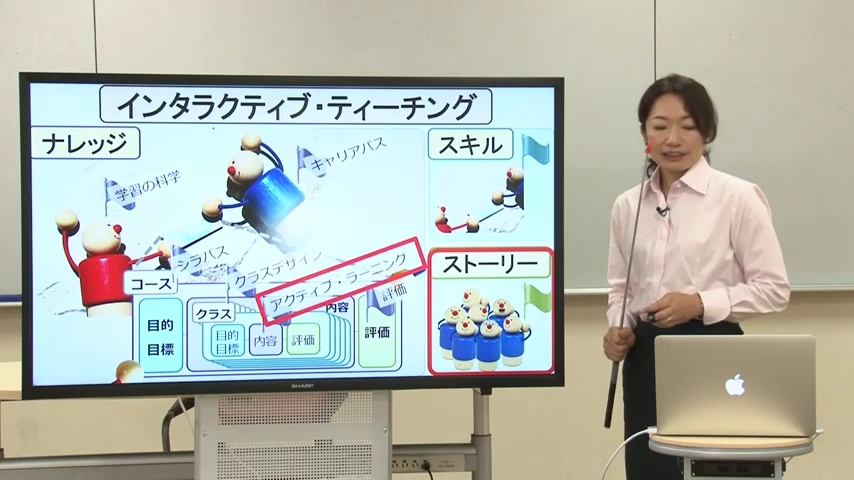 インタラクティブ・ティーチング
ナレッジ
スキル
キャリアパス
学習の科学
シラバス
クラスデザイン
アクティブ・ラーニング
ストーリー
コース
評価
内容
クラス
目的
目標
目的
目標
内容
評価
評価
SHARP